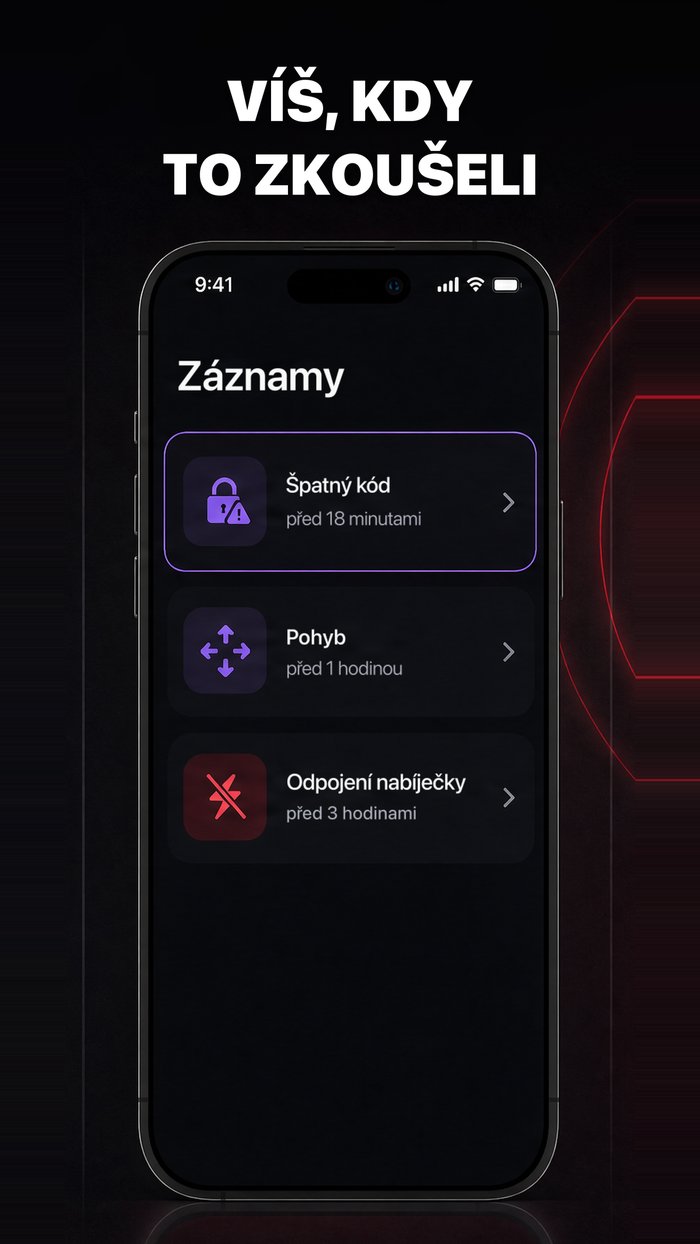 VÍŠ, KDY
TO ZKOUŠELI
9:41
Záznamy
Špatný kód
před 18 minutami
Pohyb
před 1 hodinou
Odpojení nabíječky
před 3 hodinami